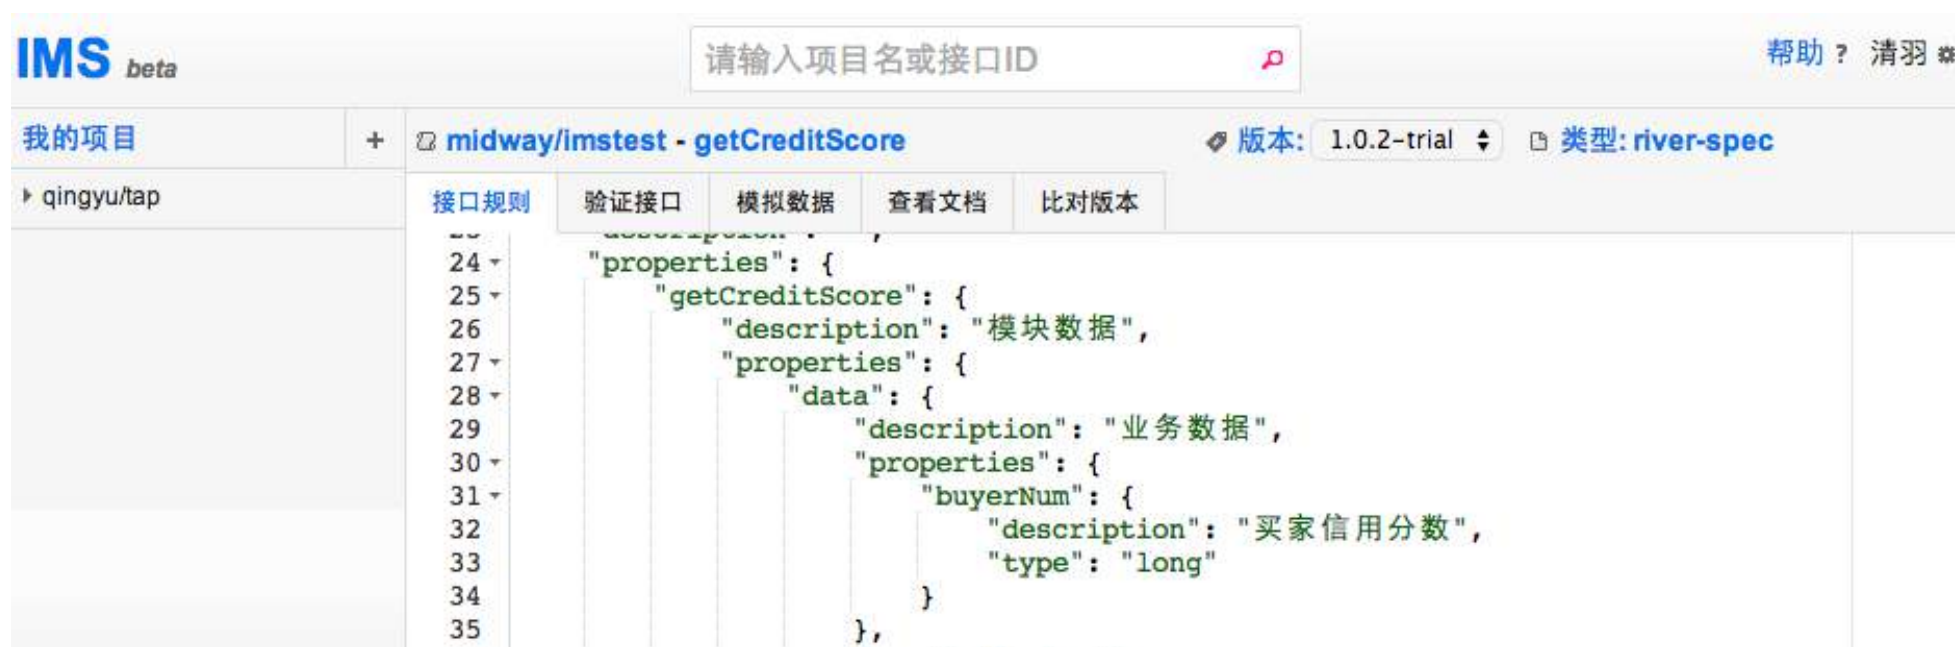 IMS beta
请输入项目名或接口ID
帮助 ? 清羽
我的项目 +
midway/imstest - getCreditScore
版本: 1.0.2-trial
类型: river-spec
qingyu/tap
接口规则 验证接口 模拟数据 查看文档 比对版本
24 "properties": {
25 "getCreditScore": {
26 "description": "模块数据",
27 "properties": {
28 "data": {
29 "description": "业务数据",
30 "properties": {
31 "buyerNum": {
32 "description": "买家信用分数",
33 "type": "long"
34 }
35 },